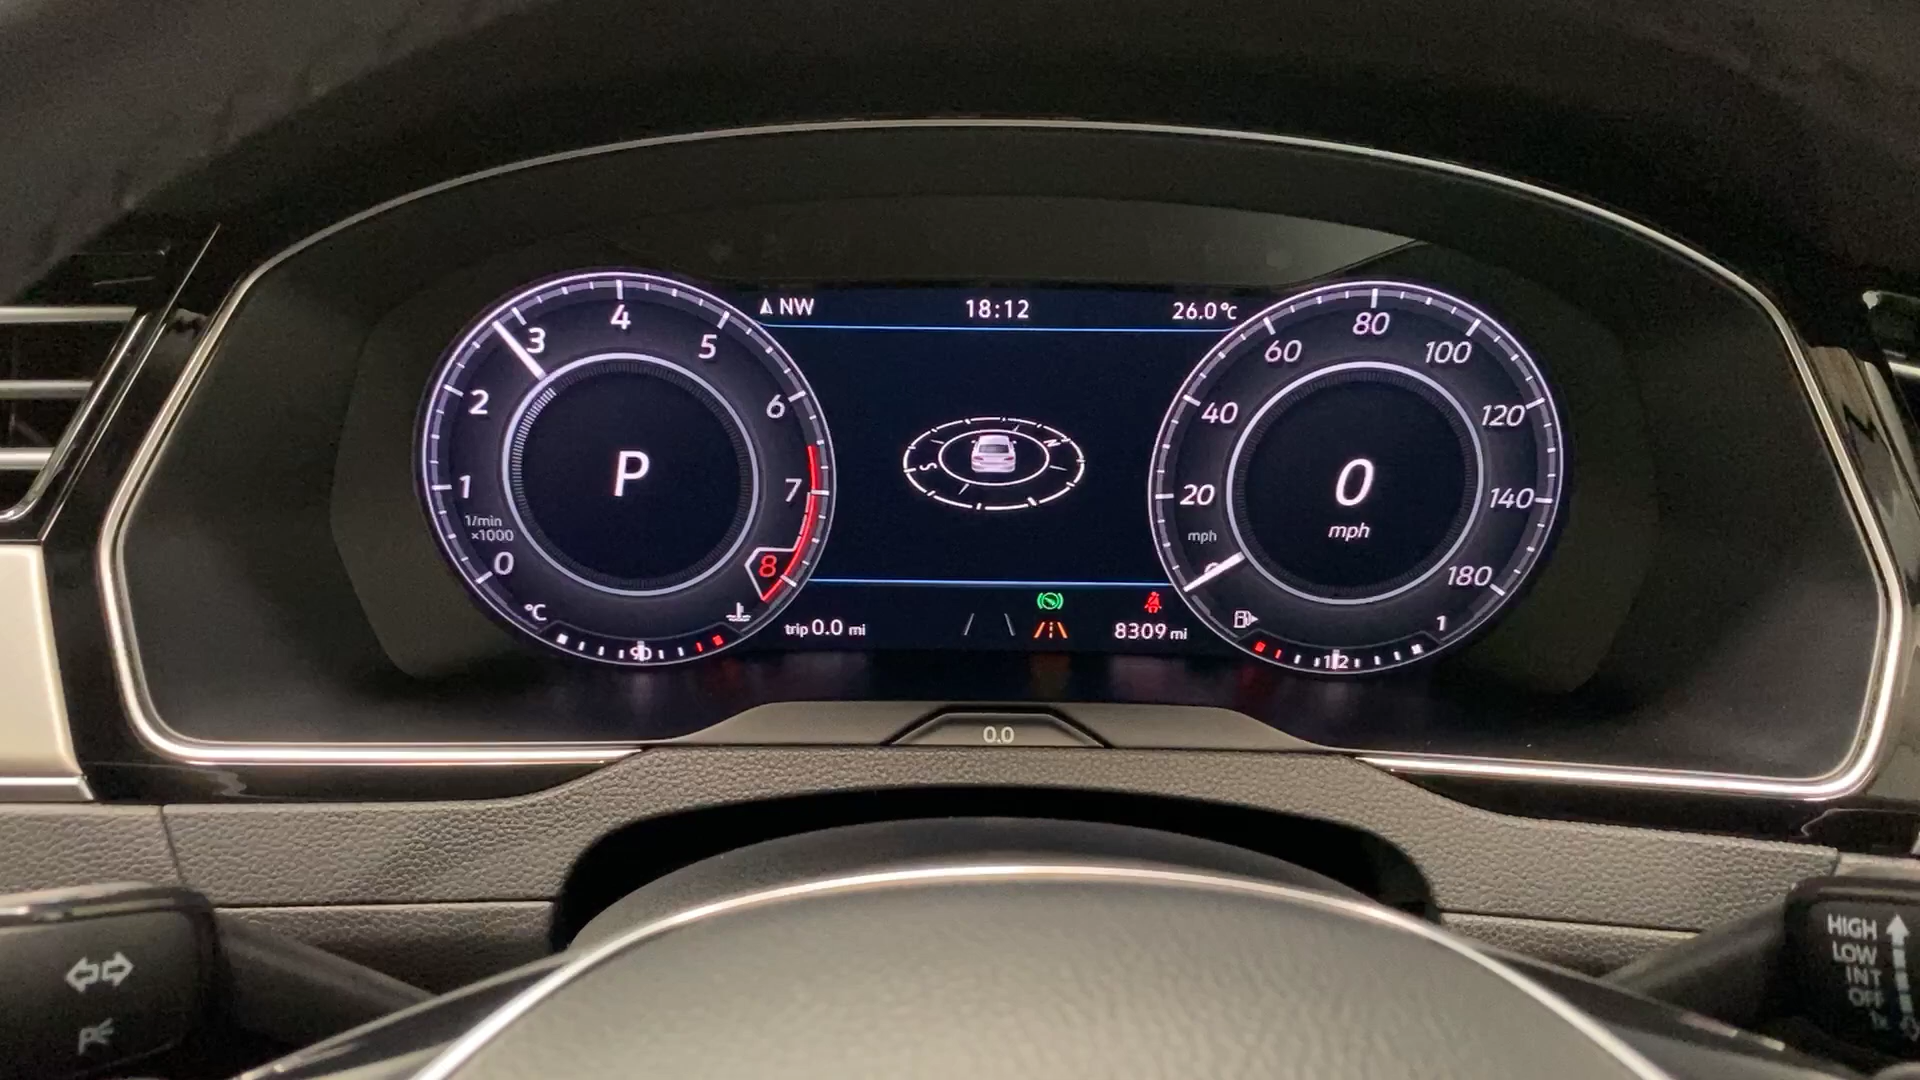 NW
18:12
26.0°C
0
1
2
3
4
5
6
7
8
1/min
×1000
P
°C
90
S
N
20
40
60
80
100
120
140
180
mph
0
mph
trip 0.0 mi
8309 mi
1/2
1
0.0
HIGH
LOW
INT
OFF
1x